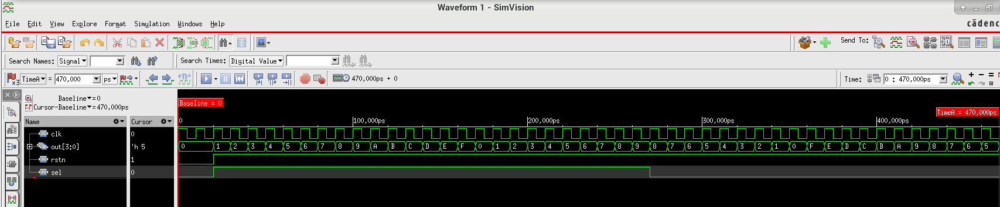 Waveform 1 - SimVision
File Edit View Explore Format Simulation Windows Help
cādenc
Send To:
Search Names: Signal
Search Times: Digital Value
x3 TimeA = 470,000 ps
470,000ps + 0
Time: 0 : 470,000ps
Baseline=0
Cursor-Baseline=470,000ps
Baseline = 0
TimeA = 470,000ps
Name Cursor
0 100,000ps 200,000ps 300,000ps 400,000ps
clk 0
out[3:0] 'h 5 0 1 2 3 4 5 6 7 8 9 A B C D E F 0 1 2 3 4 5 6 7 8 9 8 7 6 5 4 3 2 1 0 F E D C B A 9 8 7 6 5
rstn 1
sel 0